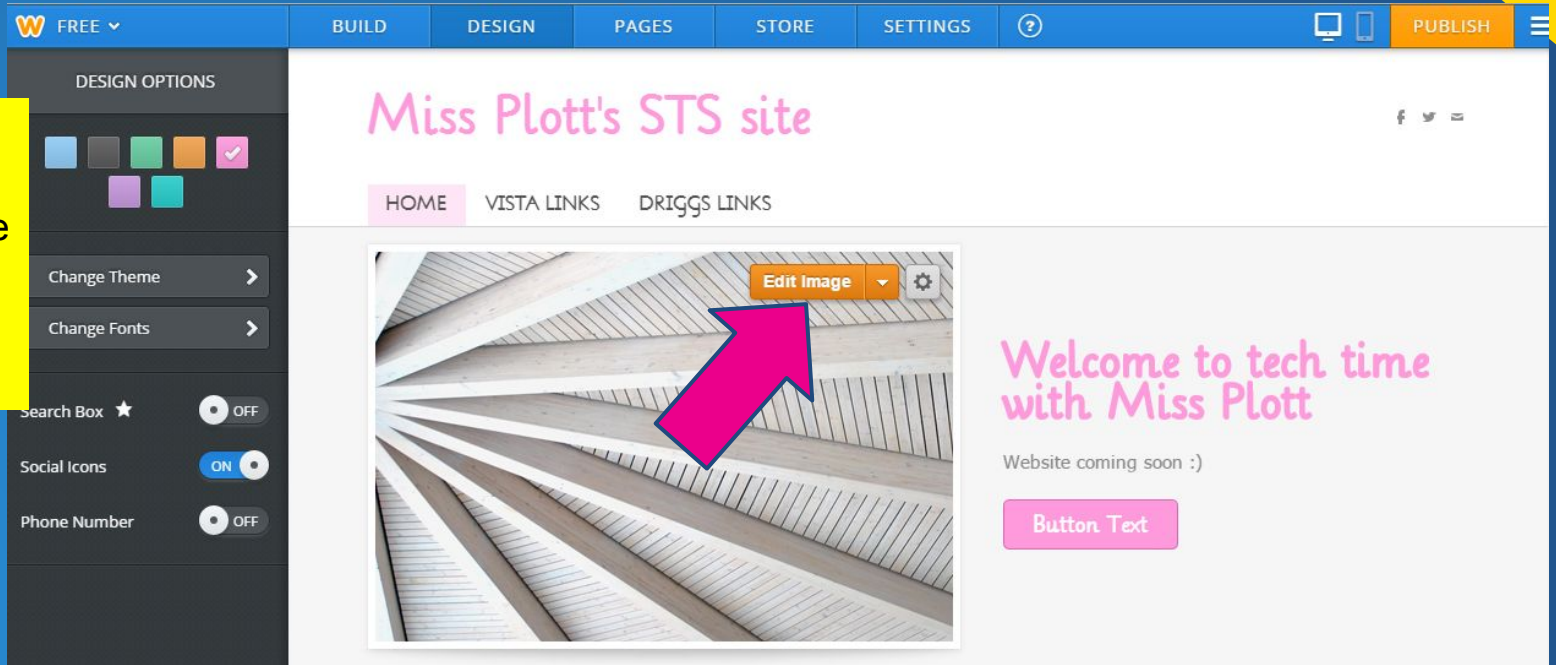 FREE BUILD DESIGN PAGES STORE SETTINGS ? PUBLISH
DESIGN OPTIONS
e
Change Theme
Change Fonts
Search Box OFF
Social Icons ON
Phone Number OFF
Miss Plott's STS site
HOME VISTA LINKS DRIGGS LINKS
Edit Image
Welcome to tech time
with Miss Plott
Website coming soon :)
Button Text